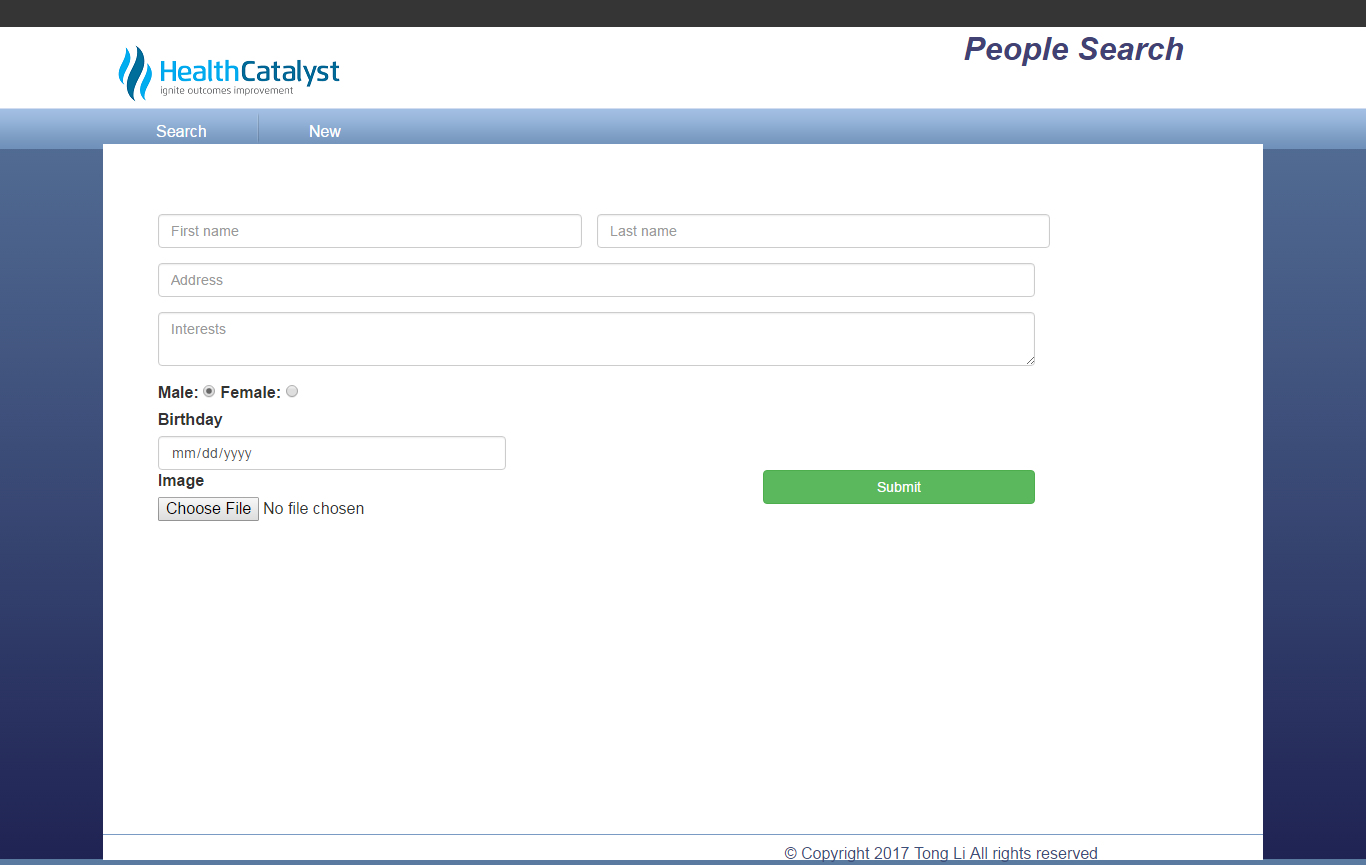 People Search
HealthCatalyst
ignite outcomes improvement
Search New
First name Last name
Address
Interests
Male: Female:
Birthday
mm/dd/yyyy
Image
Submit
Choose File No file chosen
© Copyright 2017 Tong Li All rights reserved